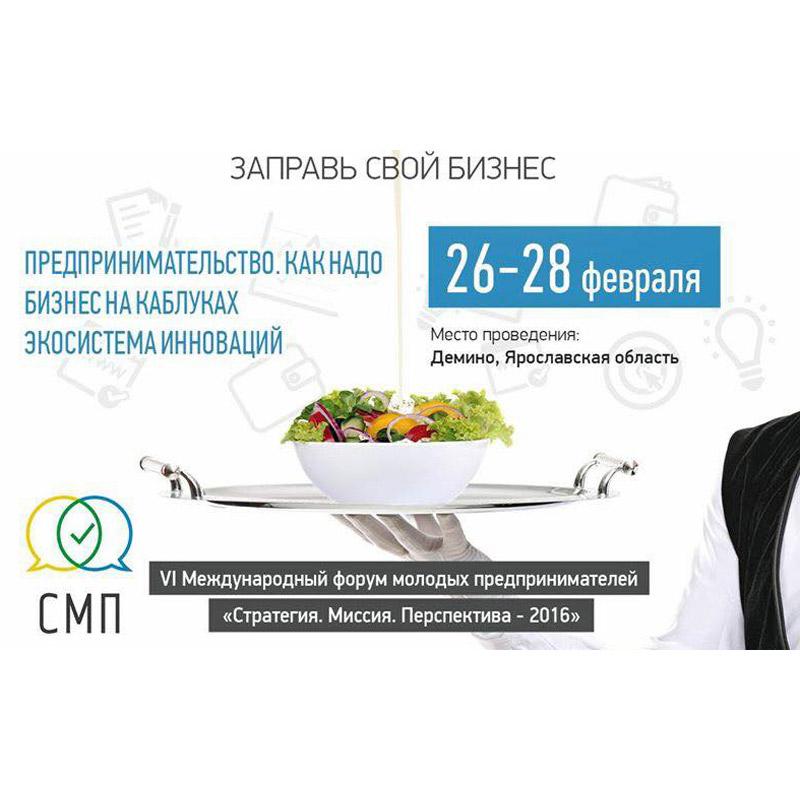 ЗАПРАВЬ СВОЙ БИЗНЕС
ПРЕДПРИНИМАТЕЛЬСТВО. КАК НАДО
БИЗНЕС НА КАБЛУКАХ
ЭКОСИСТЕМА ИННОВАЦИЙ
26-28 февраля
Место проведения:
Демино, Ярославская область
www
СМП
VI Международный форум молодых предпринимателей
«Стратегия. Миссия. Перспектива - 2016»